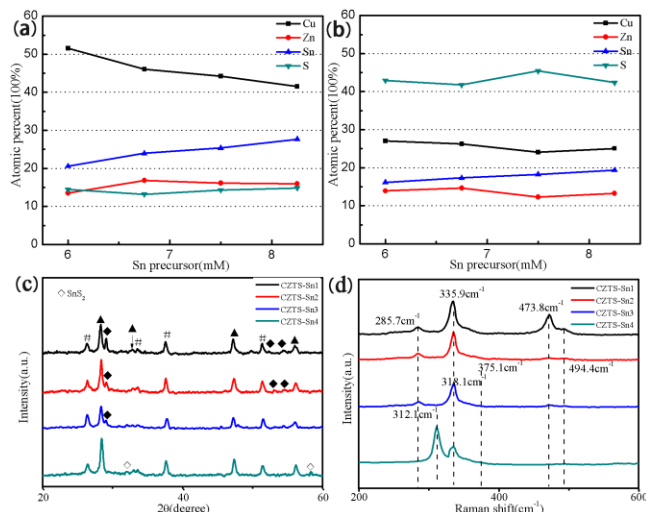 (a)
Cu
Zn
Sn
S
60
50
40
30
20
10
0
6
7
8
Atomic percent(100%)
Sn precursor(mM)
(b)
Cu
Zn
Sn
S
60
50
40
30
20
10
0
6
7
8
Atomic percent(100%)
Sn precursor(mM)
(c)
◇ SnS₂
CZTS-Sn1
CZTS-Sn2
CZTS-Sn3
CZTS-Sn4
# # # #
Intensity(a.u.)
20
40
60
2θ(degree)
(d)
CZTS-Sn1
CZTS-Sn2
CZTS-Sn3
CZTS-Sn4
335.9cm⁻¹
473.8cm⁻¹
285.7cm⁻¹
375.1cm⁻¹
494.4cm⁻¹
318.1cm⁻¹
312.1cm⁻¹
Intensity(a.u.)
200
300
400
500
600
Raman shift(cm⁻¹)